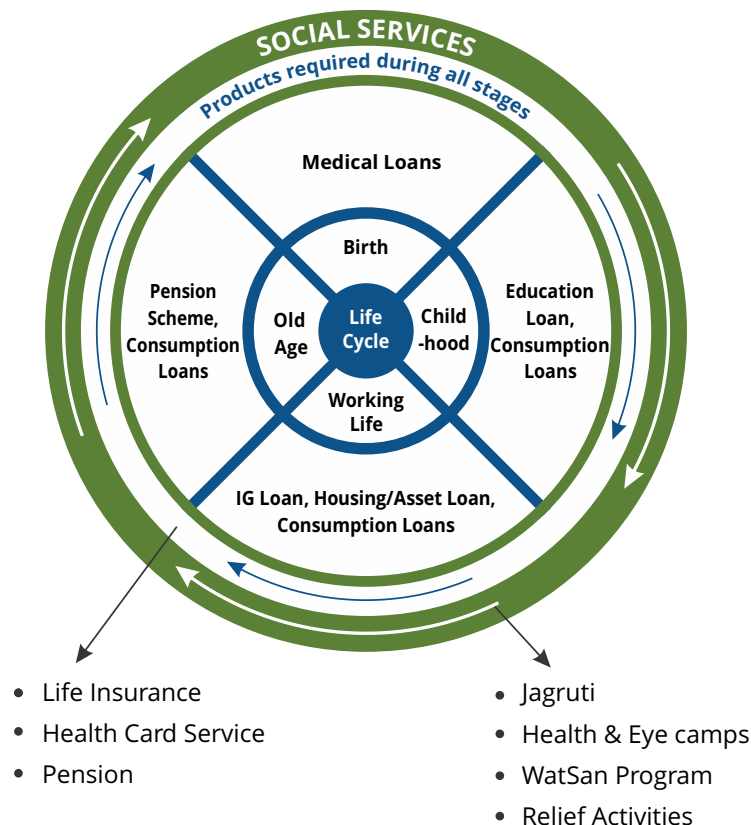 SOCIAL SERVICES
Products required during all stages
Medical Loans
Birth
Pension
Scheme,
Consumption
Loans
Old
Age
Life
Cycle
Child
-hood
Education
Loan,
Consumption
Loans
Working
Life
IG Loan, Housing/Asset Loan,
Consumption Loans
• Life Insurance
• Health Card Service
• Pension
• Jagruti
• Health & Eye camps
• WatSan Program
• Relief Activities